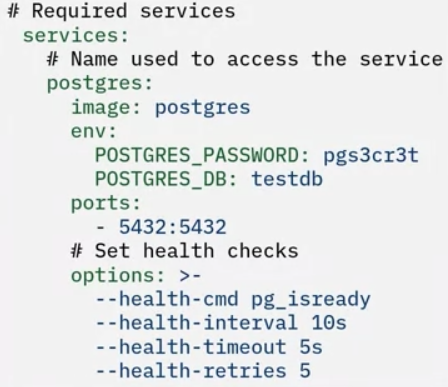 # Required services
services:
# Name used to access the service
postgres:
image: postgres
env:
POSTGRES_PASSWORD: pgs3cr3t
POSTGRES_DB: testdb
ports:
- 5432:5432
# Set health checks
options: >-
--health-cmd pg_isready
--health-interval 10s
--health-timeout 5s
--health-retries 5